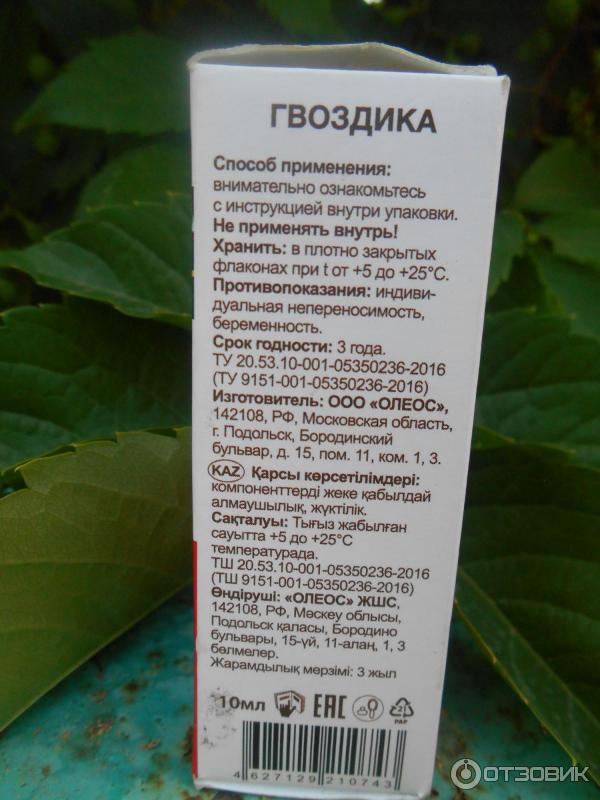 ГВОЗДИКА
Способ применения:
внимательно ознакомьтесь
с инструкцией внутри упаковки.
Не применять внутрь!
Хранить: в плотно закрытых
флаконах при t от +5 до +25°С.
Противопоказания: индиви-
дуальная непереносимость,
беременность.
Срок годности: 3 года.
ТУ 20.53.10-001-05350236-2016
(ТУ 9151-001-05350236-2016)
Изготовитель: ООО «ОЛЕОС»,
142108, РФ, Московская область,
г. Подольск, Бородинский
бульвар, д. 15, пом. 11, ком. 1, 3.
KAZ Қарсы көрсетілімдері:
компоненттерді жеке қабылдай
алмаушылық, жүктілік.
Сақталуы: Тығыз жабылған
сауытта +5 до +25°С
температурада.
ТШ 20.53.10-001-05350236-2016
(ТШ 9151-001-05350236-2016)
Өндіруші: «ОЛЕОС» ЖШС,
142108, РФ, Мәскеу облысы,
Подольск қаласы, Бородино
бульвары, 15-үй, 11-алаң, 1, 3
бөлмелер.
Жарамдылық мерзімі: 3 жыл
10мл EAC 21 PAP
4627129210743
ОТЗОВИК